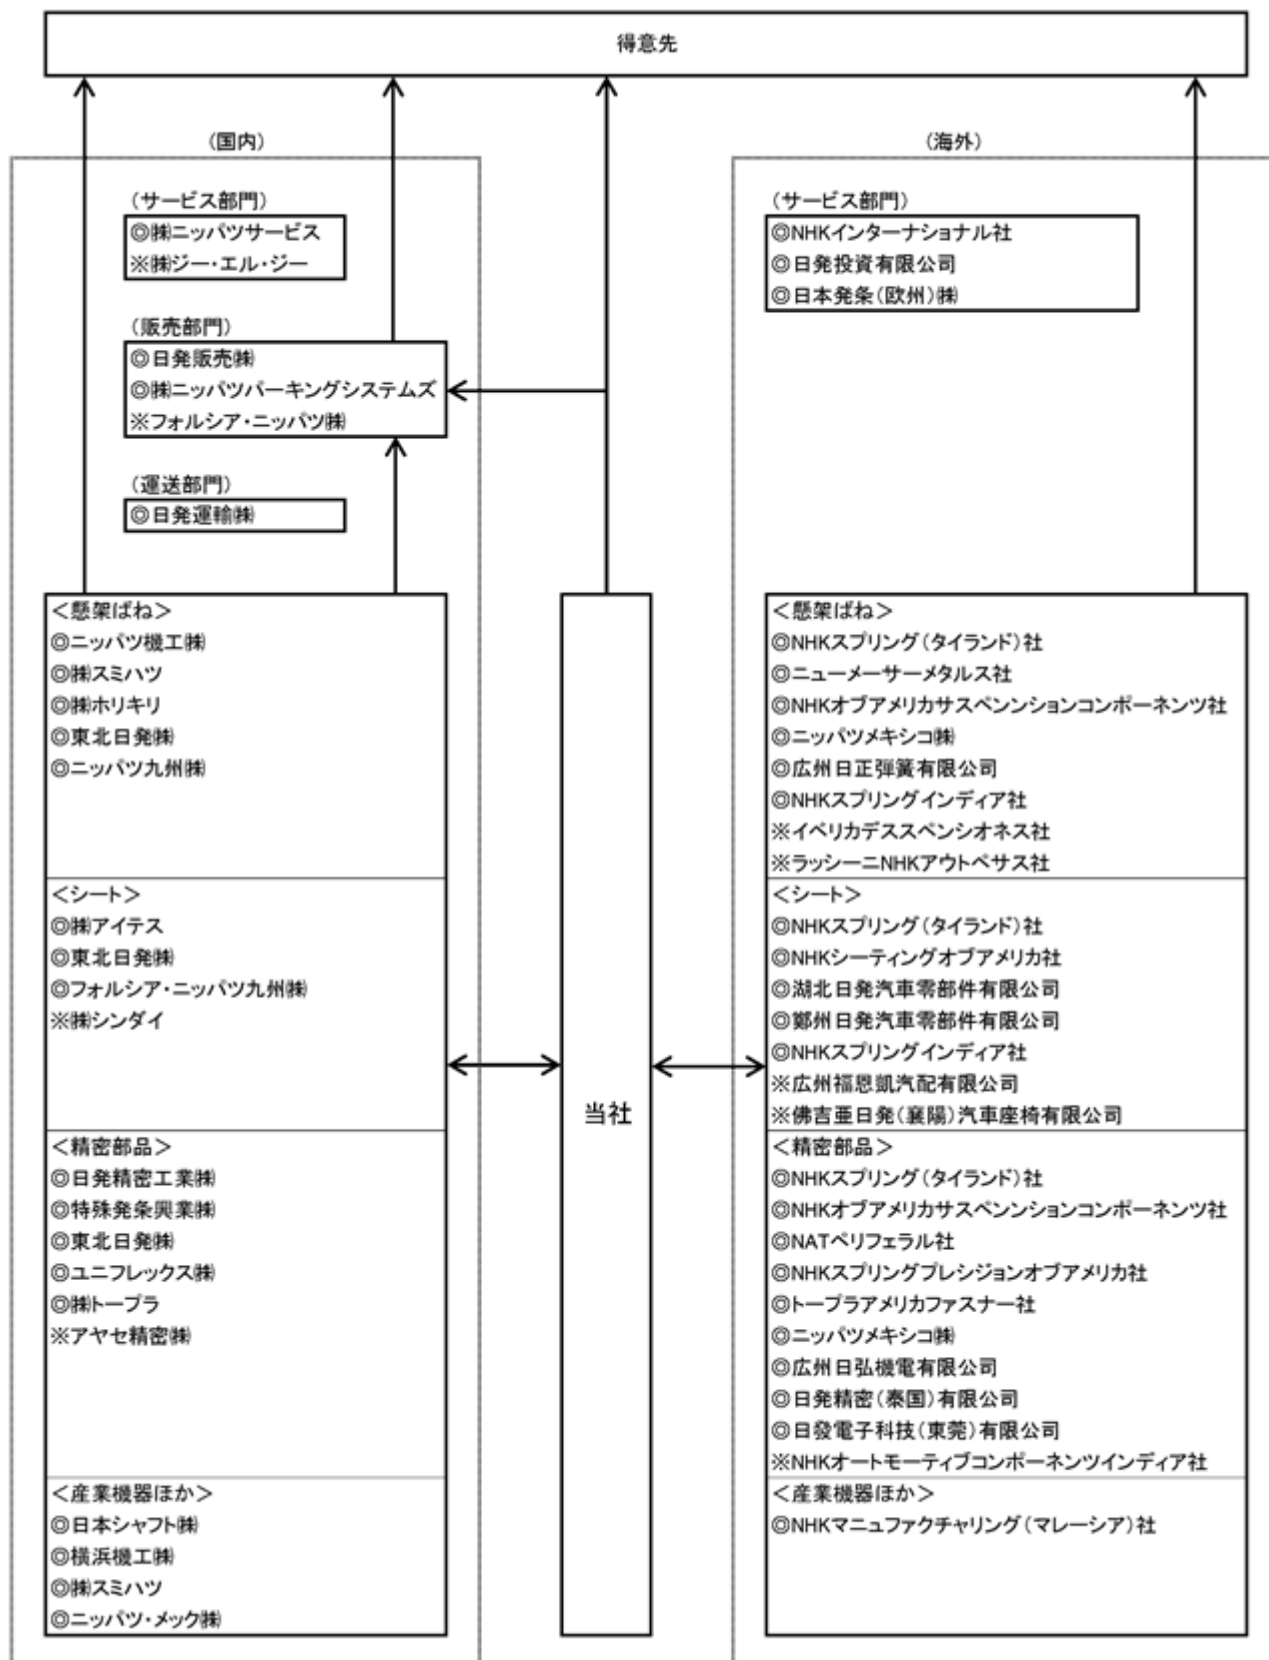 得意先
(国内)
(サービス部門)
◎㈱ニッパツサービス
※㈱ジー・エル・ジー
(販売部門)
◎日発販売㈱
◎㈱ニッパツパーキングシステムズ
※フォルシア・ニッパツ㈱
(運送部門)
◎日発運輸㈱
<懸架ばね>
◎ニッパツ機工㈱
◎㈱スミハツ
◎㈱ホリキリ
◎東北日発㈱
◎ニッパツ九州㈱
<シート>
◎㈱アイテス
◎東北日発㈱
◎フォルシア・ニッパツ九州㈱
※㈱シンダイ
<精密部品>
◎日発精密工業㈱
◎特殊発条興業㈱
◎東北日発㈱
◎ユニフレックス㈱
◎㈱トープラ
※アヤセ精密㈱
<産業機器ほか>
◎日本シャフト㈱
◎横浜機工㈱
◎㈱スミハツ
◎ニッパツ・メック㈱
当社
(海外)
(サービス部門)
◎NHKインターナショナル社
◎日発投資有限公司
◎日本発条(欧州)㈱
<懸架ばね>
◎NHKスプリング(タイランド)社
◎ニューメーサーメタルス社
◎NHKオブアメリカサスペンンションコンポーネンツ社
◎ニッパツメキシコ㈱
◎広州日正弾簧有限公司
◎NHKスプリングインディア社
※イベリカデススペンシオネス社
※ラッシーニNHKアウトペサス社
<シート>
◎NHKスプリング(タイランド)社
◎NHKシーティングオブアメリカ社
◎湖北日発汽車零部件有限公司
◎鄭州日発汽車零部件有限公司
◎NHKスプリングインディア社
※広州福恩凱汽配有限公司
※佛吉亜日発(襄陽)汽車座椅有限公司
<精密部品>
◎NHKスプリング(タイランド)社
◎NHKオブアメリカサスペンンションコンポーネンツ社
◎NATペリフェラル社
◎NHKスプリングプレシジョンオブアメリカ社
◎トープラアメリカファスナー社
◎ニッパツメキシコ㈱
◎広州日弘機電有限公司
◎日発精密(泰国)有限公司
◎日發電子科技(東莞)有限公司
※NHKオートモーティブコンポーネンツインディア社
<産業機器ほか>
◎NHKマニュファクチャリング(マレーシア)社